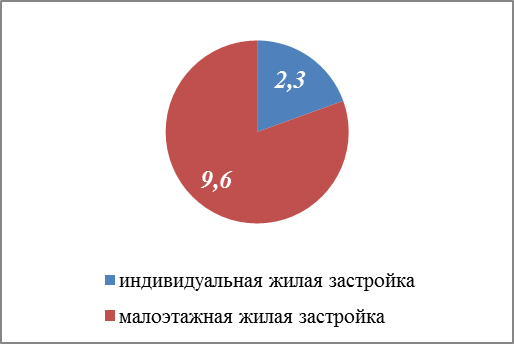 2,3
9,6
индивидуальная жилая застройка
малоэтажная жилая застройка